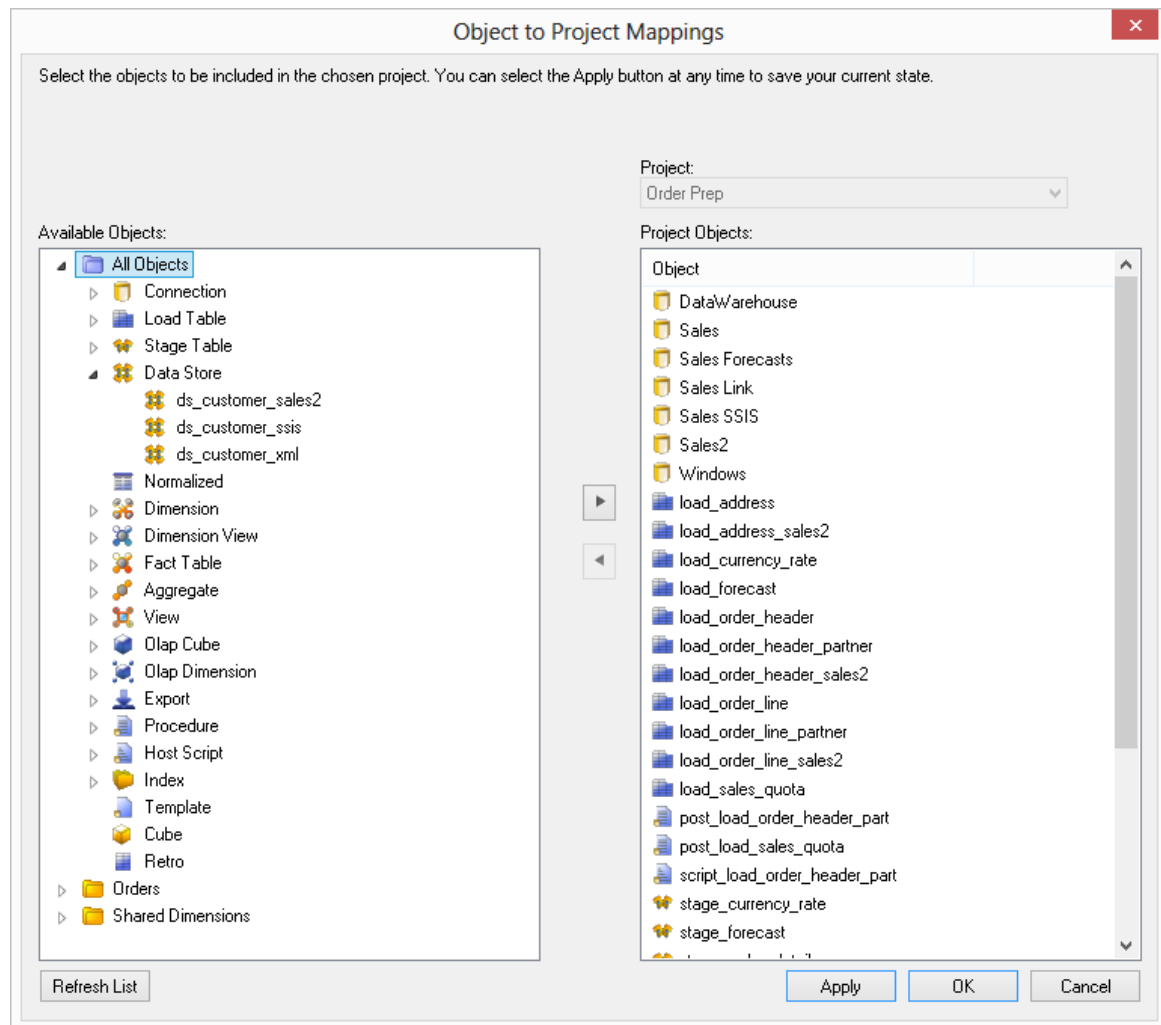 Object to Project Mappings
Select the objects to be included in the chosen project. You can select the Apply button at any time to save your current state.
Project:
Order Prep
Available Objects:
All Objects
Connection
Load Table
Stage Table
Data Store
ds_customer_sales2
ds_customer_ssis
ds_customer_xml
Normalized
Dimension
Dimension View
Fact Table
Aggregate
View
Olap Cube
Olap Dimension
Export
Procedure
Host Script
Index
Template
Cube
Retro
Orders
Shared Dimensions
Project Objects:
Object
DataWarehouse
Sales
Sales Forecasts
Sales Link
Sales SSIS
Sales2
Windows
load_address
load_address_sales2
load_currency_rate
load_forecast
load_order_header
load_order_header_partner
load_order_header_sales2
load_order_line
load_order_line_partner
load_order_line_sales2
load_sales_quota
post_load_order_header_part
post_load_sales_quota
script_load_order_header_part
stage_currency_rate
stage_forecast
Refresh List
Apply
OK
Cancel